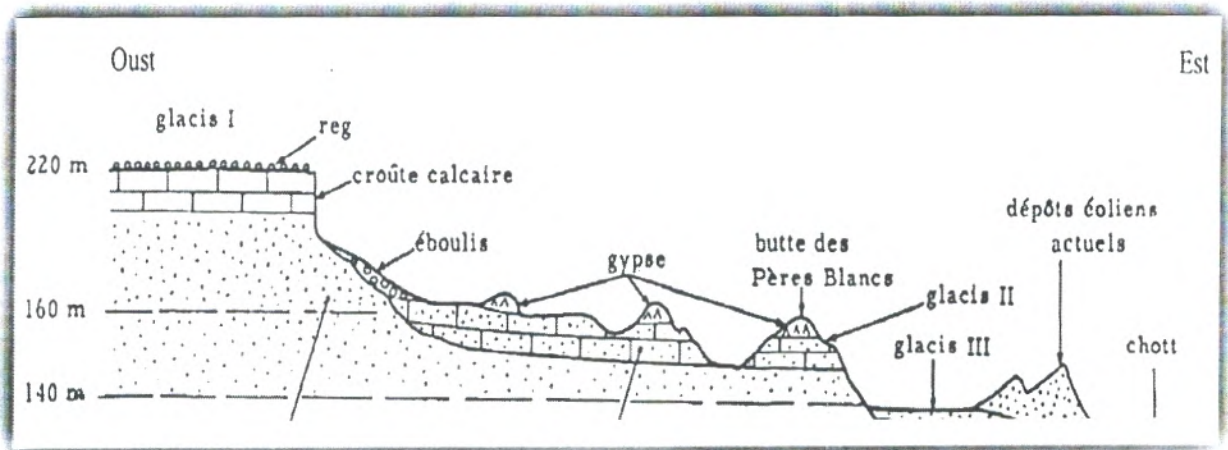 Oust
Est
glacis I
reg
220 m
croûte calcaire
dépôts éoliens
actuels
éboulis
gypse
butte des
Pères Blancs
glacis II
160 m
glacis III
chott
140 m